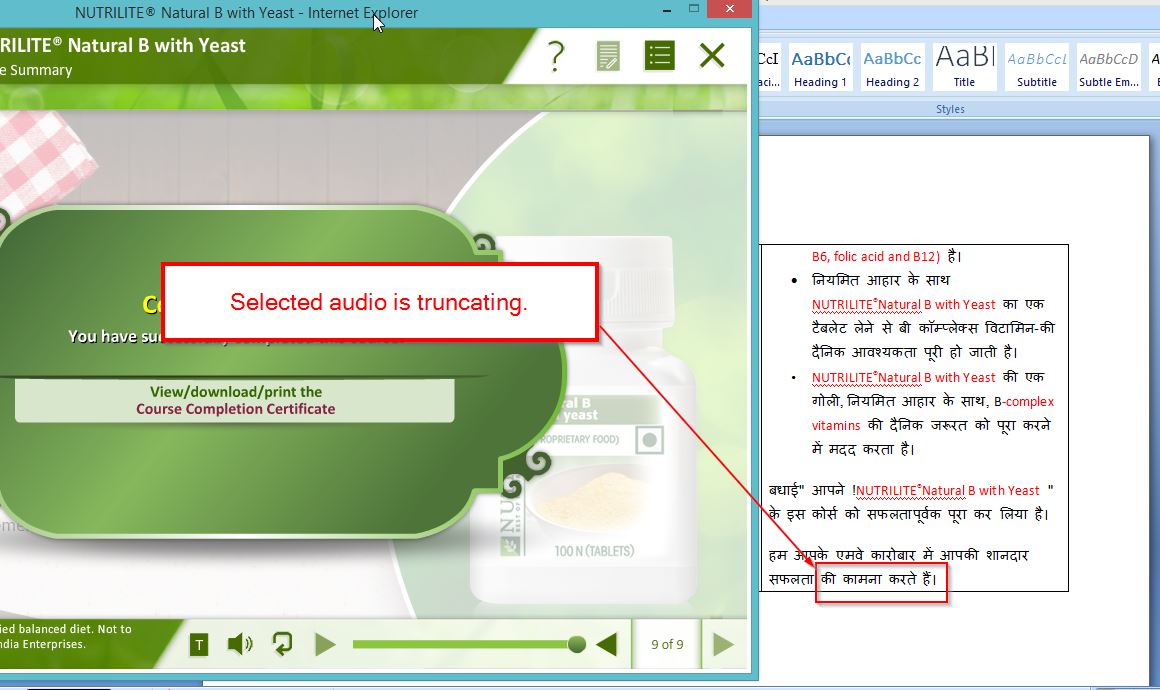 NUTRILITE® Natural B with Yeast - Internet Explorer
RILITE® Natural B with Yeast
e Summary
?
You have su
Selected audio is truncating.
View/download/print the
Course Completion Certificate
ral B
yeast
PROPRIETARY FOOD)
NU
100 N (TABLETS)
ied balanced diet. Not to
ndia Enterprises.
T
9 of 9
CcI
AaBbCc
AaBbCc
AaBl
AaBbCcL
AaBbCcD
aci...
Heading 1
Heading 2
Title
Subtitle
Subtle Em...
Styles
B6, folic acid and B12) है।
• नियमित आहार के साथ
NUTRILITE®Natural B with Yeast का एक
टैबलेट लेने से बी कॉम्प्लेक्स विटामिन-की
दैनिक आवश्यकता पूरी हो जाती है।
• NUTRILITE®Natural B with Yeast की एक
गोली, नियमित आहार के साथ, B-complex
vitamins की दैनिक जरूरत को पूरा करने
में मदद करता है।
बधाई" आपने !NUTRILITE®Natural B with Yeast "
के इस कोर्स को सफलतापूर्वक पूरा कर लिया है।
हम आपके एमवे कारोबार में आपकी शानदार
सफलता की कामना करते हैं।